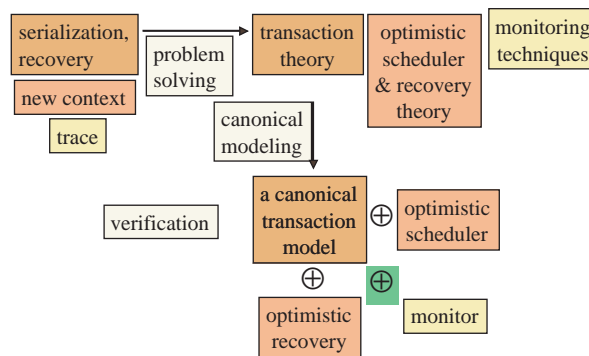 serialization,
recovery
problem
solving
transaction
theory
optimistic
scheduler
& recovery
theory
monitoring
techniques
new context
trace
canonical
modeling
verification
a canonical
transaction
model
⊕
optimistic
scheduler
⊕
⊕
optimistic
recovery
monitor